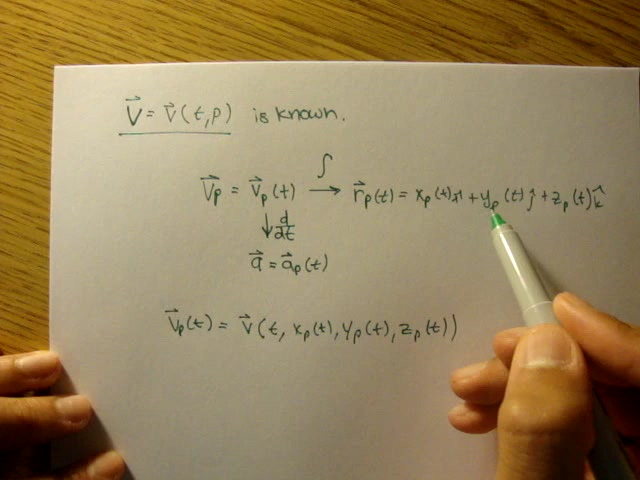 V⃗ = v⃗(t,p) is known.
∫
V⃗p = v⃗p(t) → r⃗p(t) = xp(t)î + yp(t)ĵ + zp(t)k̂
↓ d/dt
a⃗ = a⃗p(t)
V⃗p(t) = v⃗(t, xp(t), yp(t), zp(t))